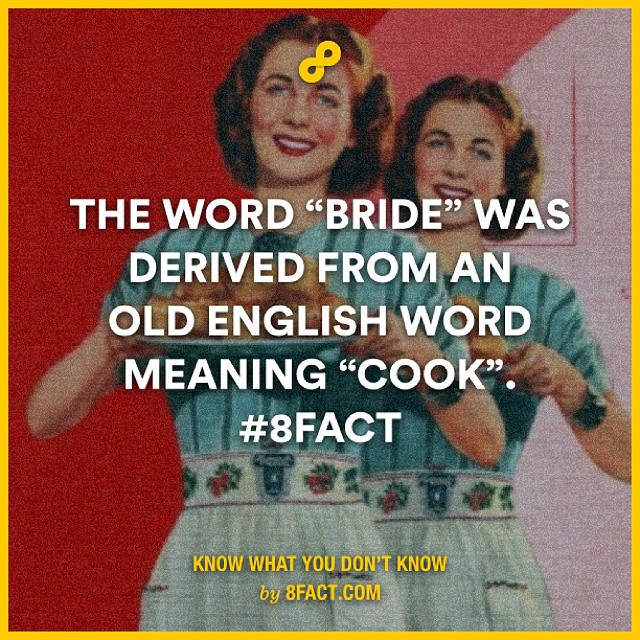 THE WORD “BRIDE” WAS
DERIVED FROM AN
OLD ENGLISH WORD
MEANING “COOK”.
#8FACT
KNOW WHAT YOU DON’T KNOW
by 8FACT.COM